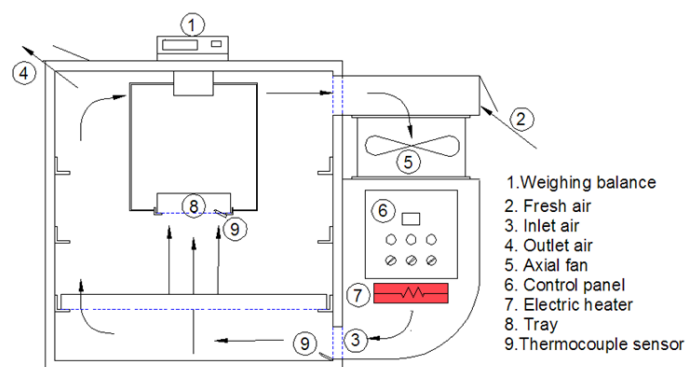 1
4
2
5
6
8
9
7
9
3
1.Weighing balance
2. Fresh air
3. Inlet air
4. Outlet air
5. Axial fan
6. Control panel
7. Electric heater
8. Tray
9.Thermocouple sensor